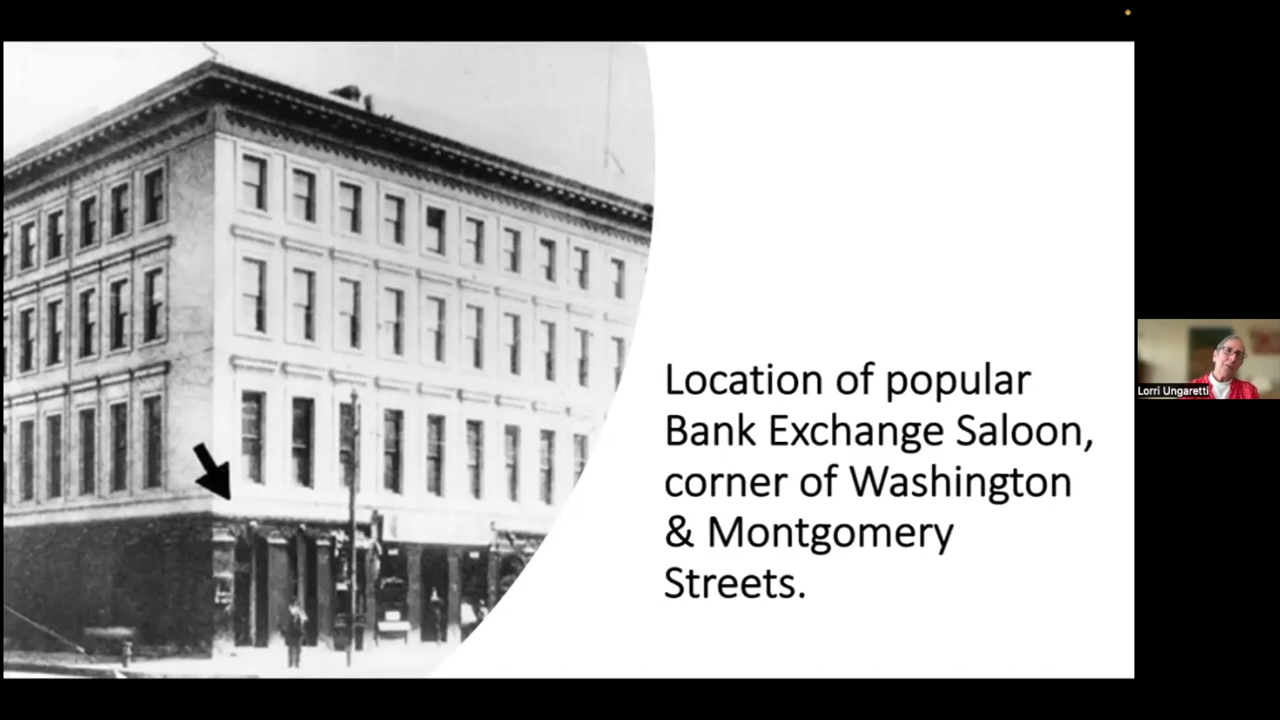 Location of popular
Bank Exchange Saloon,
corner of Washington
& Montgomery
Streets.
Lorri Ungaretti